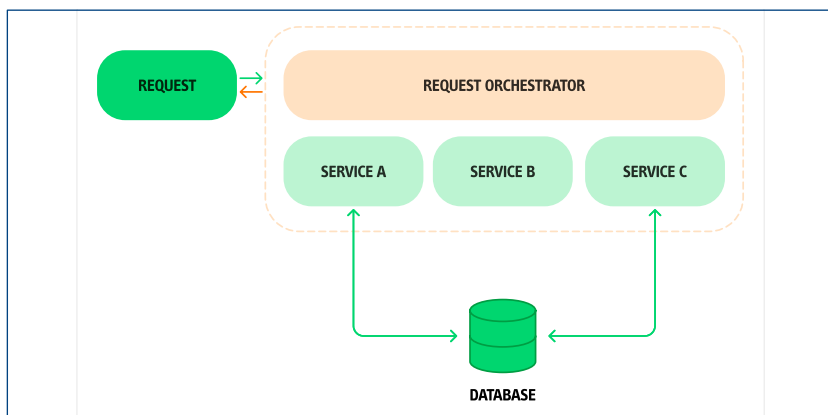 REQUEST
REQUEST ORCHESTRATOR
SERVICE A
SERVICE B
SERVICE C
DATABASE